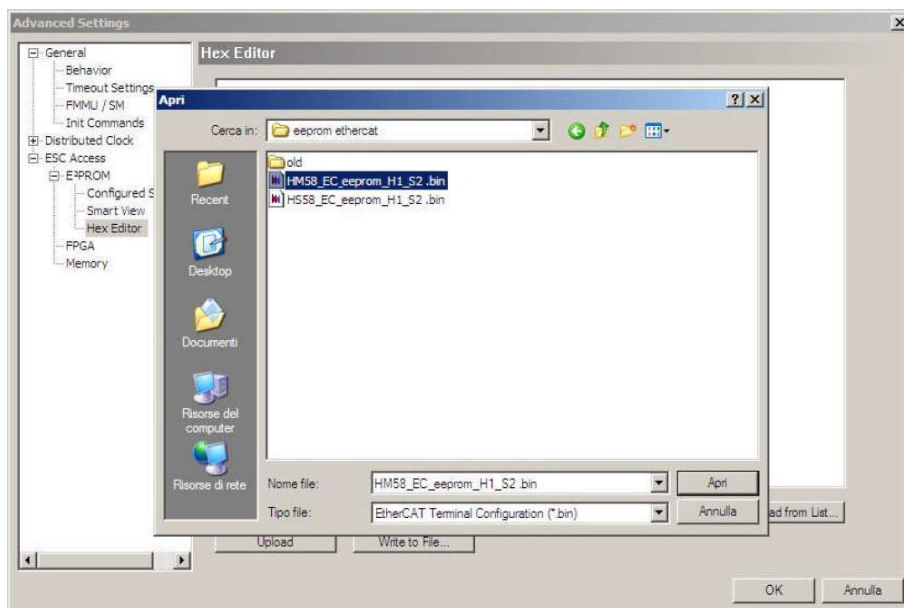 Advanced Settings
General
Behavior
Timeout Settings
FMMU / SM
Init Commands
Distributed Clock
ESC Access
E²PROM
Configured S
Smart View
Hex Editor
FPGA
Memory
Hex Editor
Apri
Cerca in:
eeprom ethercat
old
HM58_EC_eeprom_H1_S2 .bin
HS58_EC_eeprom_H1_S2 .bin
Recent
Desktop
Documenti
Risorse del
computer
Risorse di rete
Nome file:
HM58_EC_eeprom_H1_S2 .bin
Apri
Tipo file:
EtherCAT Terminal Configuration (*.bin)
Annulla
ad from List...
Upload
Write to File...
OK
Annulla